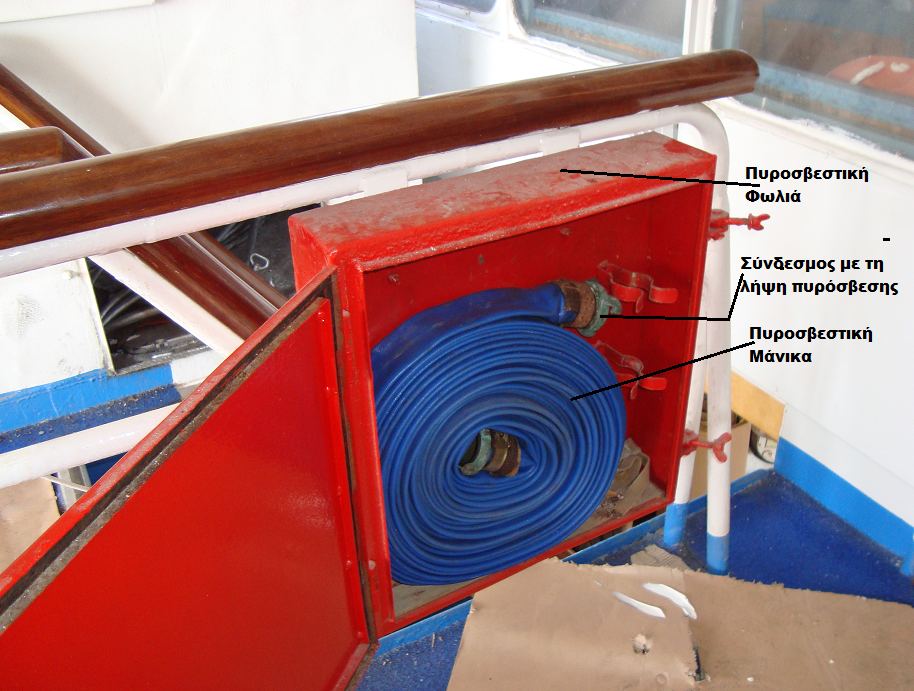 Πυροσβεστική
Φωλιά
Σύνδεσμος με τη
λήψη πυρόσβεσης
Πυροσβεστική
Μάνικα